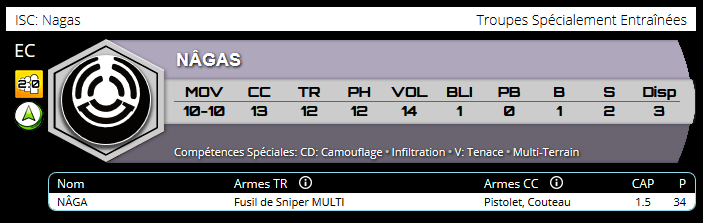 ISC: Nagas Troupes Spécialement Entraînées
EC
NÂGAS
MOV CC TR PH VOL BLI PB B S Disp
10-10 13 12 12 14 1 0 1 2 3
Compétences Spéciales: CD: Camouflage • Infiltration • V: Tenace • Multi-Terrain
Nom Armes TR Armes CC CAP P
NÂGA Fusil de Sniper MULTI Pistolet, Couteau 1.5 34